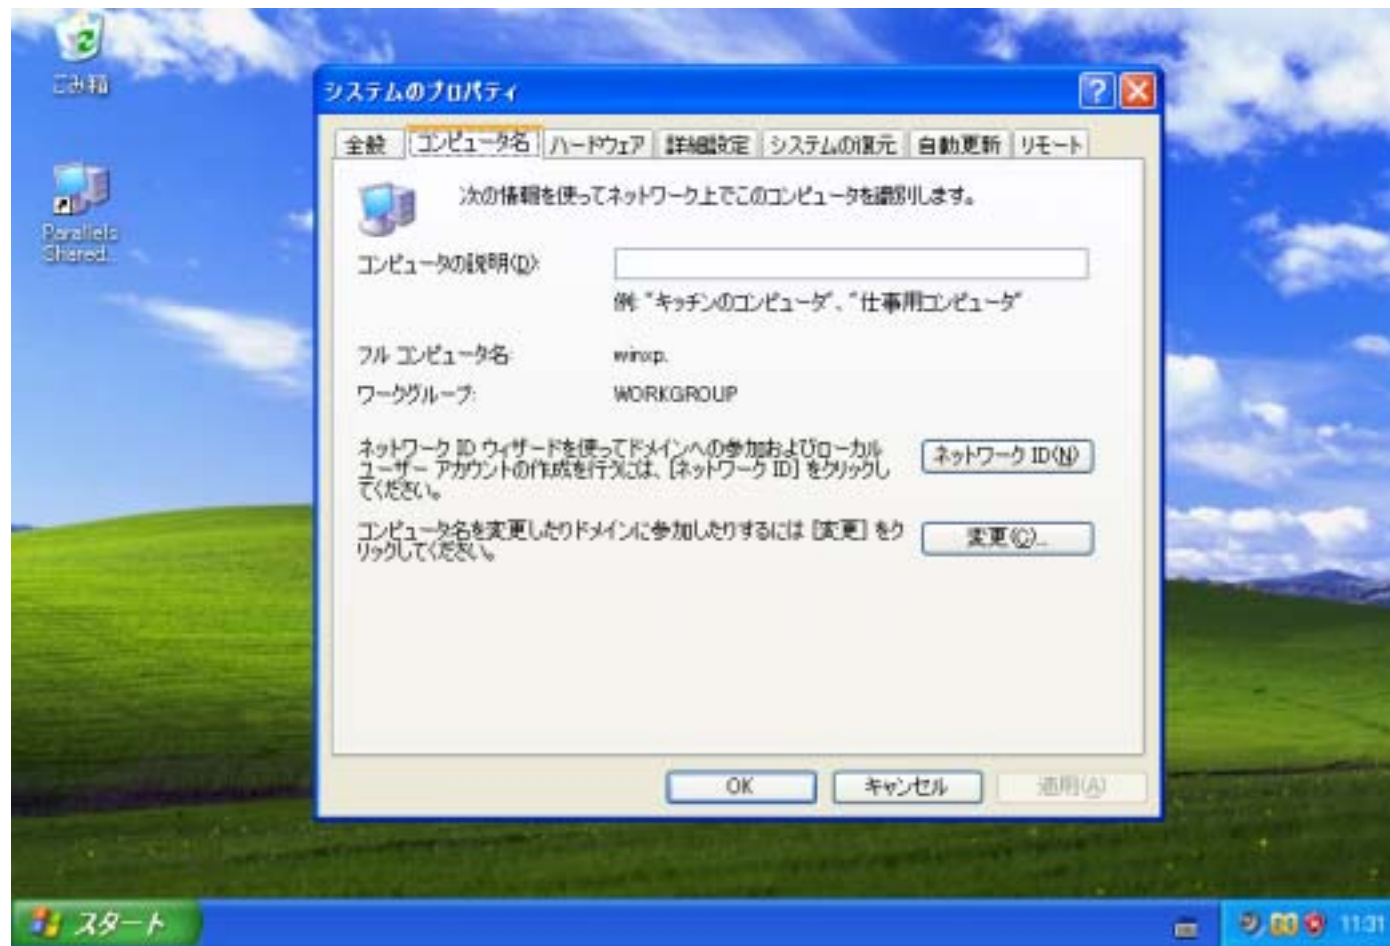 ごみ箱
Parallels
Shared...
システムのプロパティ
全般
コンピュータ名
ハードウェア
詳細設定
システムの復元
自動更新
リモート
次の情報を使ってネットワーク上でこのコンピュータを識別します。
コンピュータの説明(D):
例: "キッチンのコンピュータ"、"仕事用コンピュータ"
フル コンピュータ名:
winxp.
ワークグループ:
WORKGROUP
ネットワーク ID ウィザードを使ってドメインへの参加およびローカル
ユーザー アカウントの作成を行うには、[ネットワーク ID] をクリックし
てください。
ネットワーク ID(N)
コンピュータ名を変更したりドメインに参加したりするには [変更] をク
リックしてください。
変更(C)...
OK
キャンセル
適用(A)
スタート
11:31